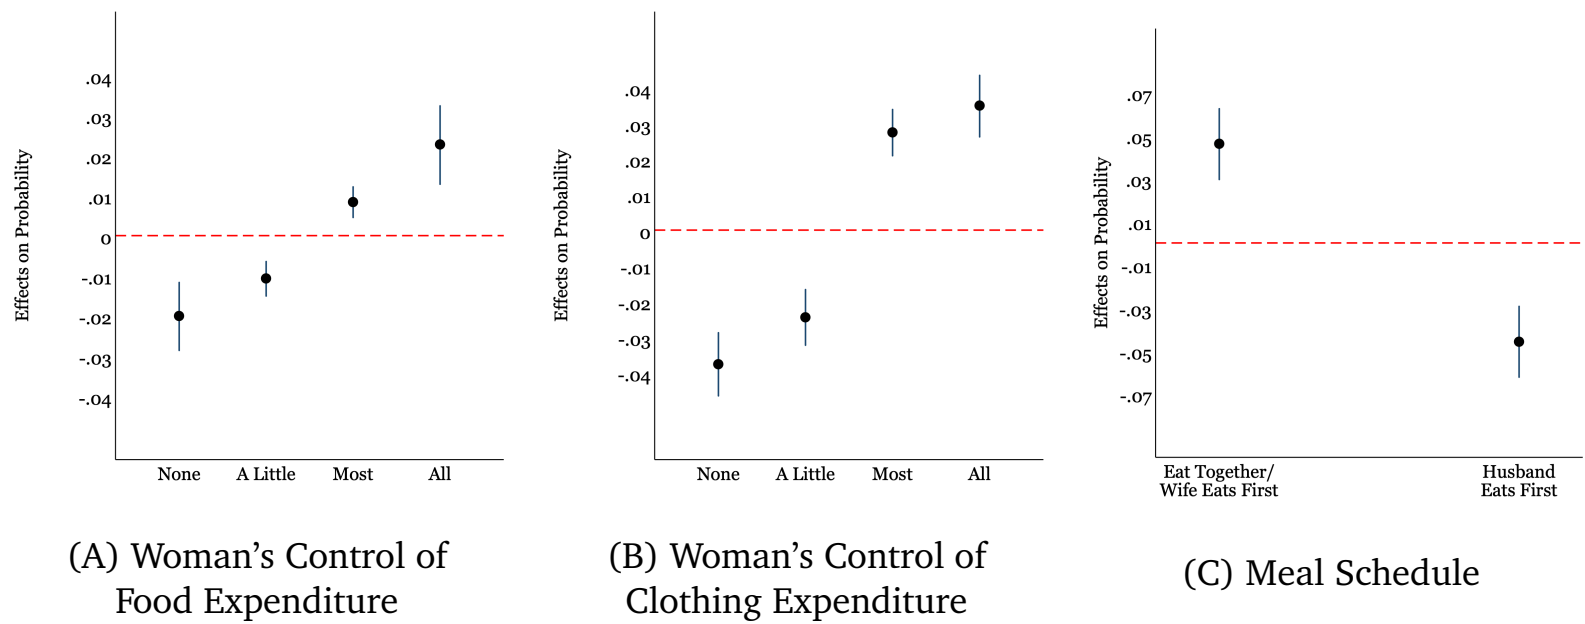 Effects on Probability
.04
.03
.02
.01
0
-.01
-.02
-.03
-.04
None A Little Most All
(A) Woman’s Control of
Food Expenditure
Effects on Probability
.04
.03
.02
.01
0
-.01
-.02
-.03
-.04
None A Little Most All
(B) Woman’s Control of
Clothing Expenditure
Effects on Probability
.07
.05
.03
.01
-.01
-.03
-.05
-.07
Eat Together/
Wife Eats First
Husband
Eats First
(C) Meal Schedule